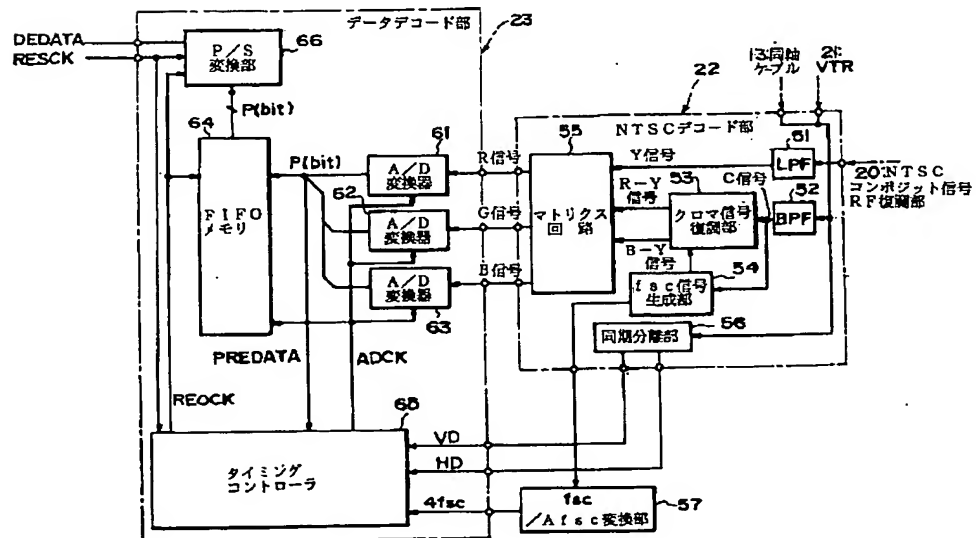 データデコード部
23
DEDATA
RESCK
P/S
変換部
66
P(bit)
64
FIFO
メモリ
P(bit)
61
A/D
変換器
62
A/D
変換器
A/D
変換器
63
PREDATA
ADCK
REOCK
65
タイミング
コントローラ
R信号
G信号
B信号
VD
HD
4fsc
22
NTSCデコード部
55
マトリクス
回路
Y信号
R-Y
信号
B-Y
信号
53
クロマ信号
復調部
C信号
51
LPF
52
BPF
54
fsc信号
生成部
56
同期分離部
fsc
/Afsc変換部
57
13:同軸
ケーブル
21:
VTR
20:NTSC
コンポジット信号
RF復調部